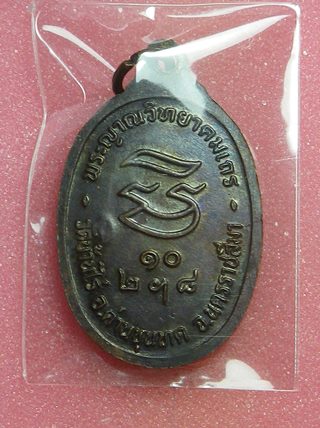 พระญาณวิทยาคมเถร
๑๐
๒ ๓ ๘
วัดบ้านไร่ อ.ด่านขุนทด จ.นครราชสีมา